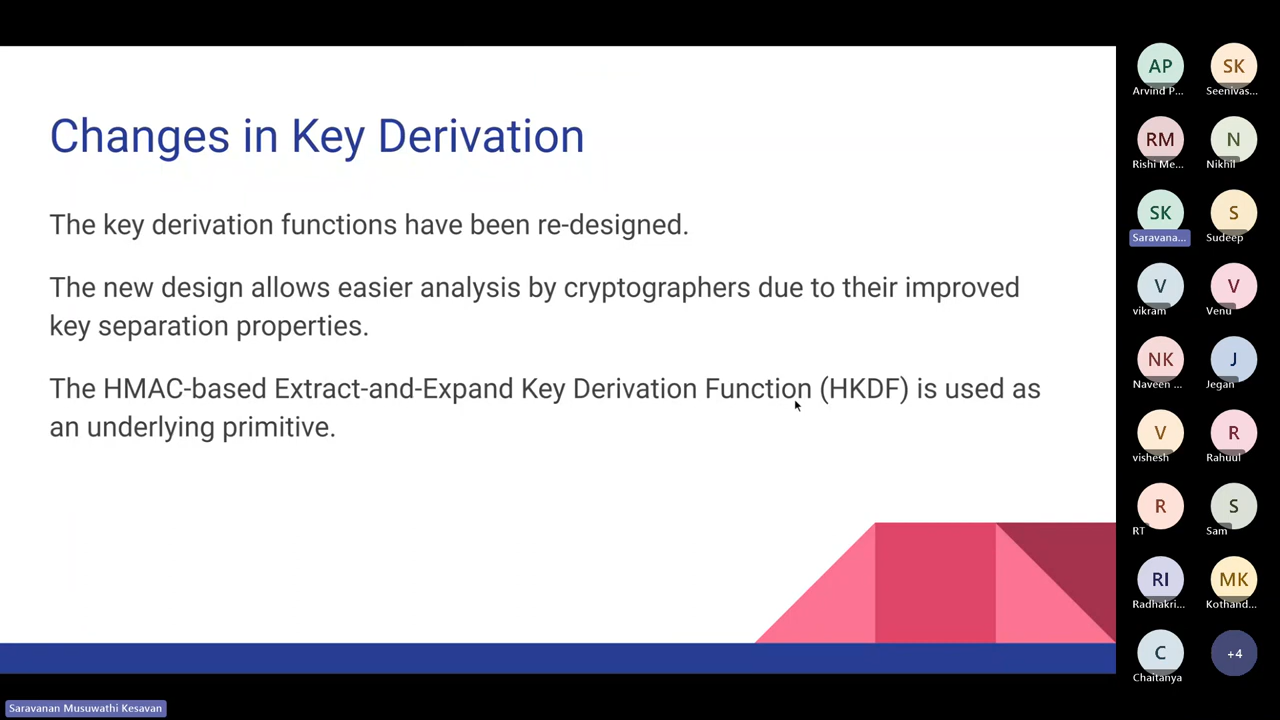 Changes in Key Derivation
The key derivation functions have been re-designed.
The new design allows easier analysis by cryptographers due to their improved
key separation properties.
The HMAC-based Extract-and-Expand Key Derivation Function (HKDF) is used as
an underlying primitive.
AP
Arvind P...
SK
Seenivas...
RM
Rishi Me...
N
Nikhil
SK
Saravana...
S
Sudeep
V
vikram
V
Venu
NK
Naveen ...
J
Jegan
V
vishesh
R
Rahuul
R
RT
S
Sam
RI
Radhakri...
MK
Kothand...
C
Chaitanya
+4
Saravanan Musuwathi Kesavan